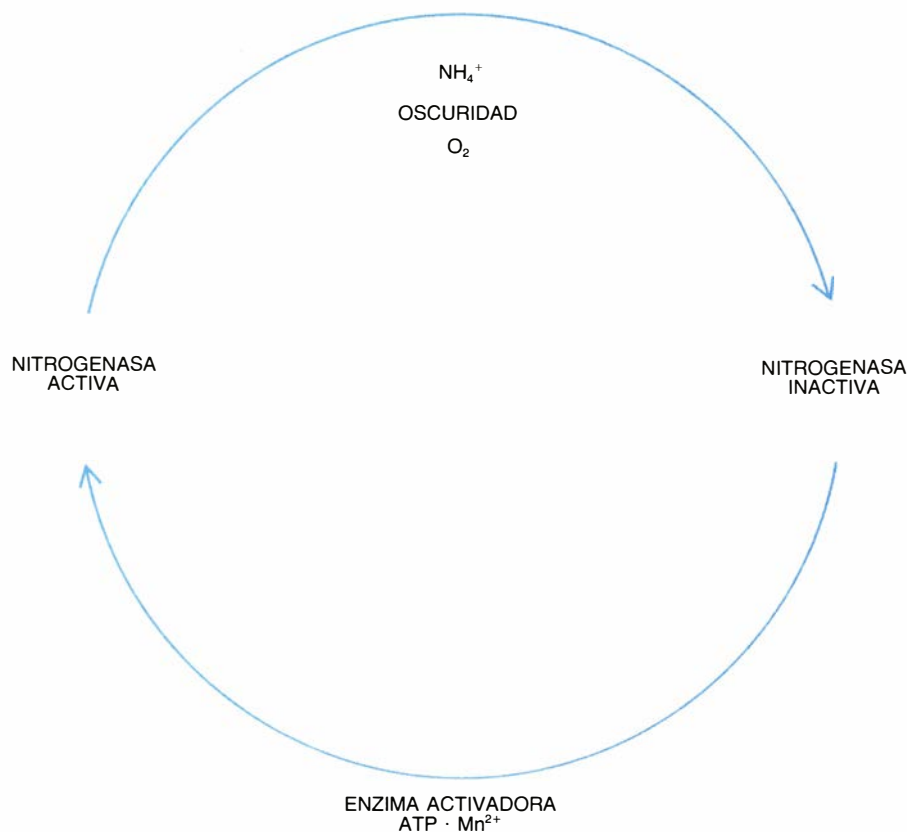 NH₄⁺
OSCURIDAD
O₂
NITROGENASA
ACTIVA
NITROGENASA
INACTIVA
ENZIMA ACTIVADORA
ATP · Mn²⁺